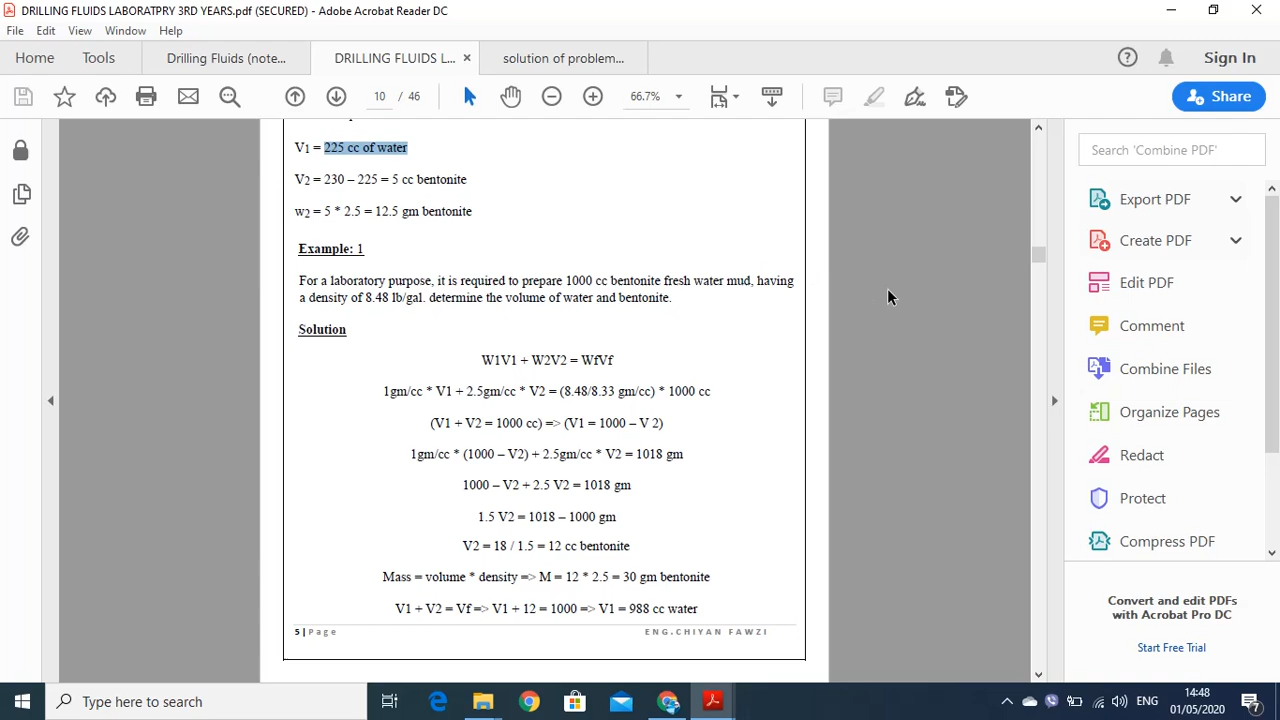 DRILLING FLUIDS LABORATPRY 3RD YEARS.pdf (SECURED) - Adobe Acrobat Reader DC
File Edit View Window Help
Home Tools Drilling Fluids (note... DRILLING FLUIDS L... × solution of problem... Sign In
10 / 46 66.7% Share
V1 = 225 cc of water
V2 = 230 – 225 = 5 cc bentonite
w2 = 5 * 2.5 = 12.5 gm bentonite
Example: 1
For a laboratory purpose, it is required to prepare 1000 cc bentonite fresh water mud, having
a density of 8.48 lb/gal. determine the volume of water and bentonite.
Solution
W1V1 + W2V2 = WfVf
1gm/cc * V1 + 2.5gm/cc * V2 = (8.48/8.33 gm/cc) * 1000 cc
(V1 + V2 = 1000 cc) => (V1 = 1000 – V 2)
1gm/cc * (1000 – V2) + 2.5gm/cc * V2 = 1018 gm
1000 – V2 + 2.5 V2 = 1018 gm
1.5 V2 = 1018 – 1000 gm
V2 = 18 / 1.5 = 12 cc bentonite
Mass = volume * density => M = 12 * 2.5 = 30 gm bentonite
V1 + V2 = Vf => V1 + 12 = 1000 => V1 = 988 cc water
5 | Page ENG.CHIYAN FAWZI
Search 'Combine PDF'
Export PDF
Create PDF
Edit PDF
Comment
Combine Files
Organize Pages
Redact
Protect
Compress PDF
Convert and edit PDFs
with Acrobat Pro DC
Start Free Trial
Type here to search
ENG
14:48
01/05/2020
7